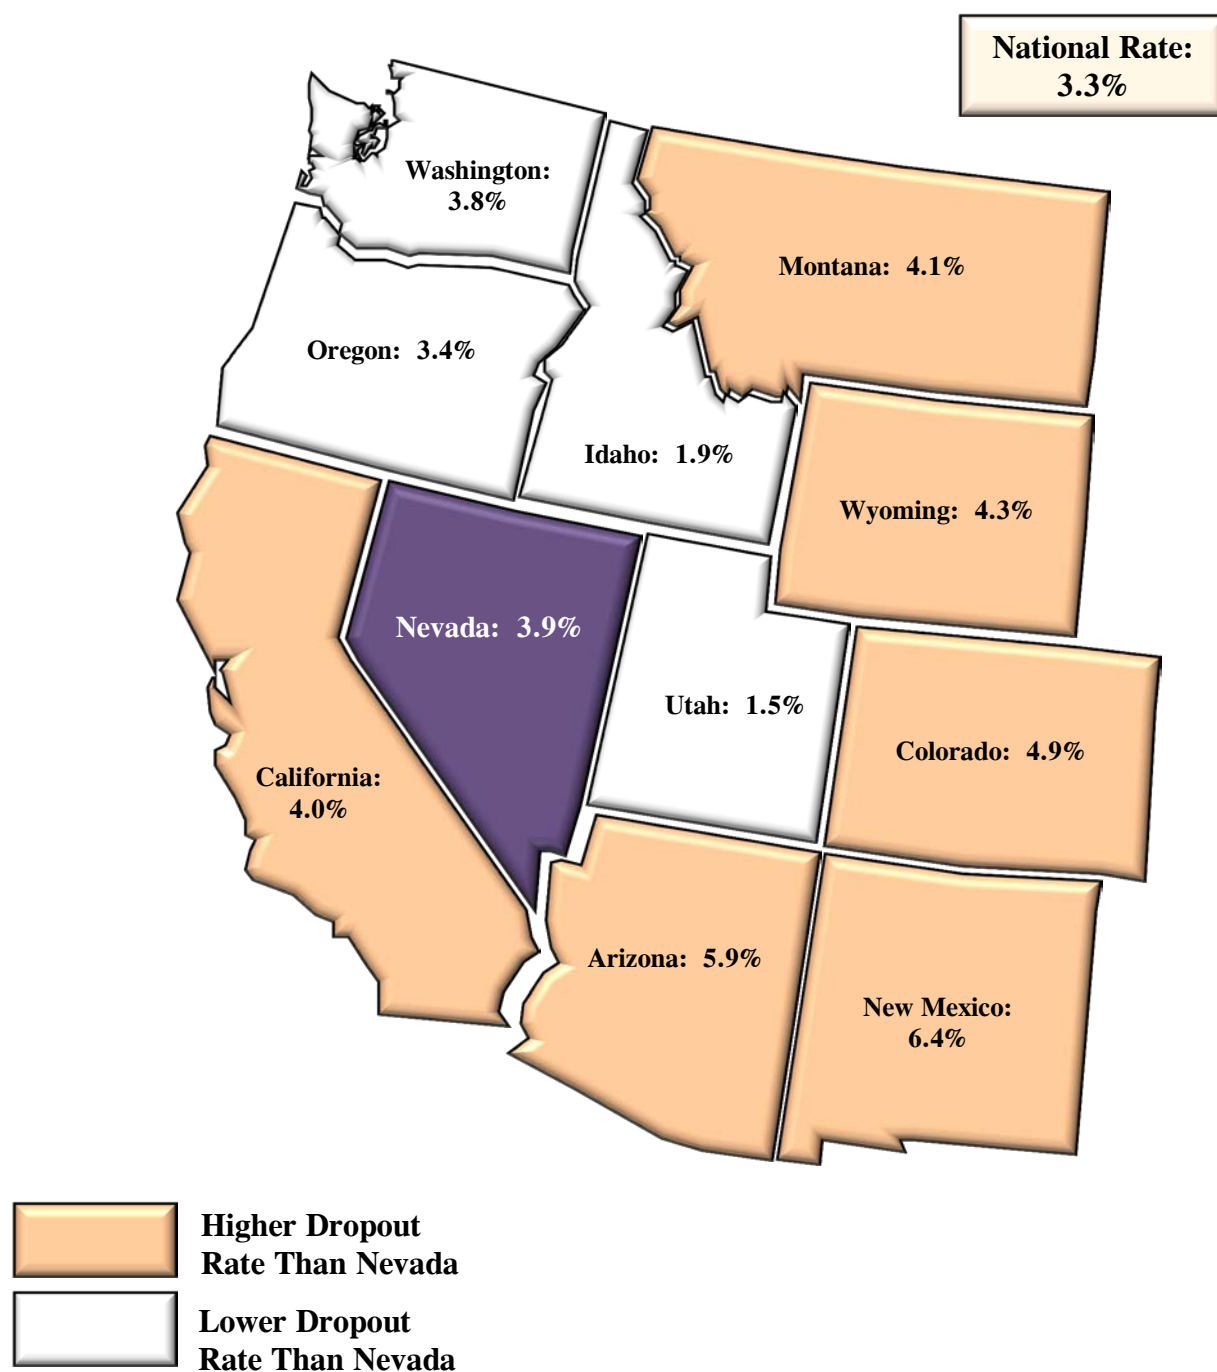 National Rate:
3.3%
Washington:
3.8%
Montana: 4.1%
Oregon: 3.4%
Idaho: 1.9%
Wyoming: 4.3%
Nevada: 3.9%
Utah: 1.5%
Colorado: 4.9%
California:
4.0%
Arizona: 5.9%
New Mexico:
6.4%
Higher Dropout
Rate Than Nevada
Lower Dropout
Rate Than Nevada